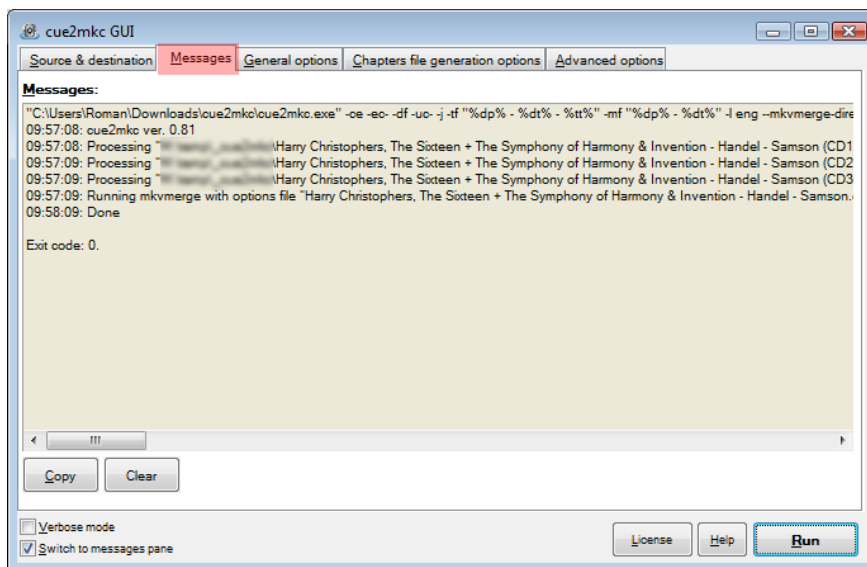 cue2mkc GUI
Source & destination Messages General options Chapters file generation options Advanced options
Messages:
"C:\Users\Roman\Downloads\cue2mkc\cue2mkc.exe" -ce -ec- -df -uc- -j -tf "%dp% - %dt% - %tt%" -mf "%dp% - %dt%" -l eng --mkvmerge-dire
09:57:08: cue2mkc ver. 0.81
09:57:08: Processing "\Harry Christophers, The Sixteen + The Symphony of Harmony & Invention - Handel - Samson (CD1
09:57:09: Processing "\Harry Christophers, The Sixteen + The Symphony of Harmony & Invention - Handel - Samson (CD2
09:57:09: Processing "\Harry Christophers, The Sixteen + The Symphony of Harmony & Invention - Handel - Samson (CD3
09:57:09: Running mkvmerge with options file "Harry Christophers, The Sixteen + The Symphony of Harmony & Invention - Handel - Samson.
09:58:09: Done
Exit code: 0.
Copy Clear
Verbose mode
Switch to messages pane
License Help Run